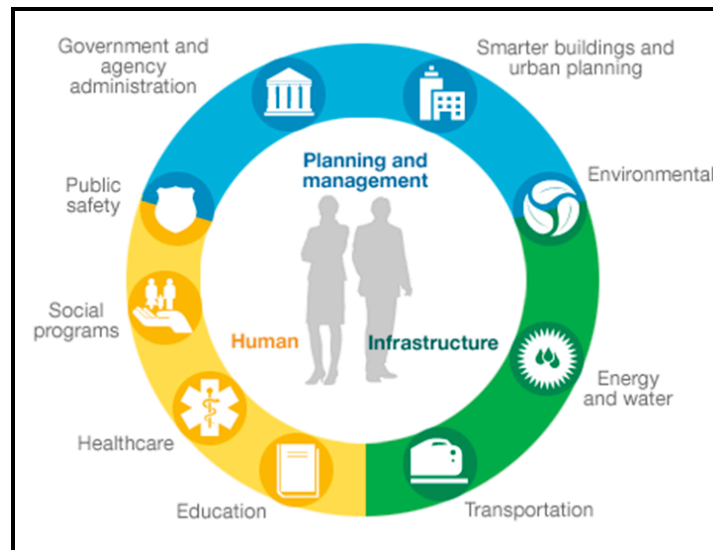 Government and
agency
administration
Smarter buildings and
urban planning
Planning and
management
Public
safety
Environmental
Social
programs
Human
Infrastructure
Energy
and water
Healthcare
Education
Transportation